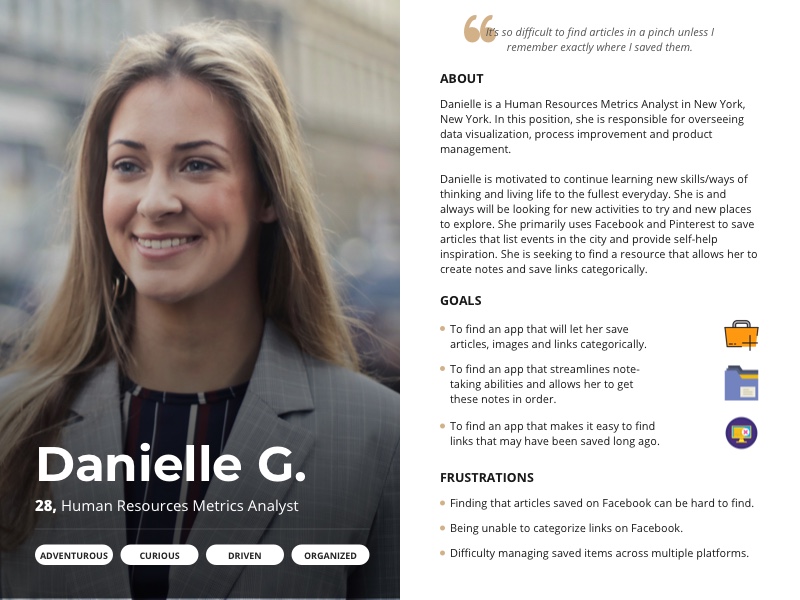 Danielle G.
28, Human Resources Metrics Analyst
ADVENTUROUS CURIOUS DRIVEN ORGANIZED
It's so difficult to find articles in a pinch unless I
remember exactly where I saved them.
ABOUT
Danielle is a Human Resources Metrics Analyst in New York,
New York. In this position, she is responsible for overseeing
data visualization, process improvement and product
management.
Danielle is motivated to continue learning new skills/ways of
thinking and living life to the fullest everyday. She is and
always will be looking for new activities to try and new places
to explore. She primarily uses Facebook and Pinterest to save
articles that list events in the city and provide self-help
inspiration. She is seeking to find a resource that allows her to
create notes and save links categorically.
GOALS
To find an app that will let her save
articles, images and links categorically.
To find an app that streamlines note-
taking abilities and allows her to get
these notes in order.
To find an app that makes it easy to find
links that may have been saved long ago.
FRUSTRATIONS
Finding that articles saved on Facebook can be hard to find.
Being unable to categorize links on Facebook.
Difficulty managing saved items across multiple platforms.